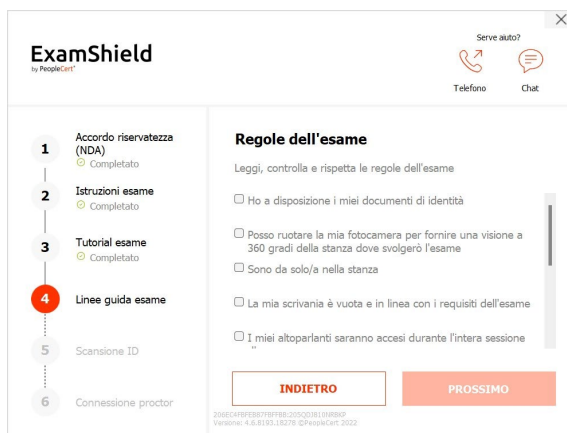 Serve aiuto?
ExamShield
by PeopleCert
Telefono
Chat
1
Accordo riservatezza
(NDA)
Completato
2
Istruzioni esame
Completato
3
Tutorial esame
Completato
4
Linee guida esame
5
Scansione ID
6
Connessione proctor
Regole dell'esame
Leggi, controlla e rispetta le regole dell'esame
Ho a disposizione i miei documenti di identità
Posso ruotare la mia fotocamera per fornire una visione a
360 gradi della stanza dove svolgerò l'esame
Sono da solo/a nella stanza
La mia scrivania è vuota e in linea con i requisiti dell'esame
I miei altoparlanti saranno accesi durante l'intera sessione
INDIETRO
PROSSIMO
Versione: 4.8.8193.18278 ©PeopleCert 2022